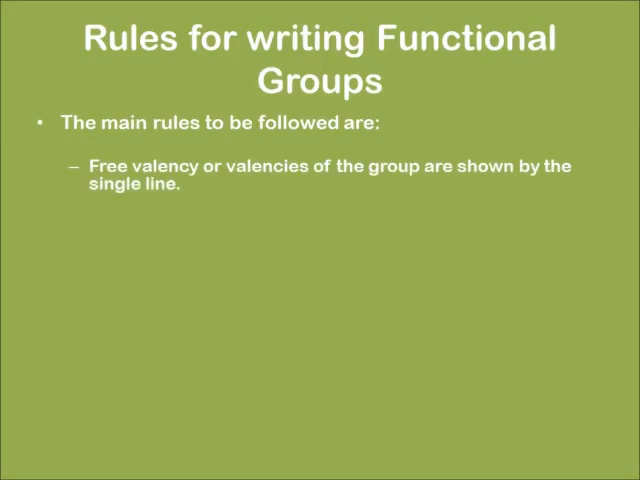 Rules for writing Functional
Groups
• The main rules to be followed are:
– Free valency or valencies of the group are shown by the
single line.